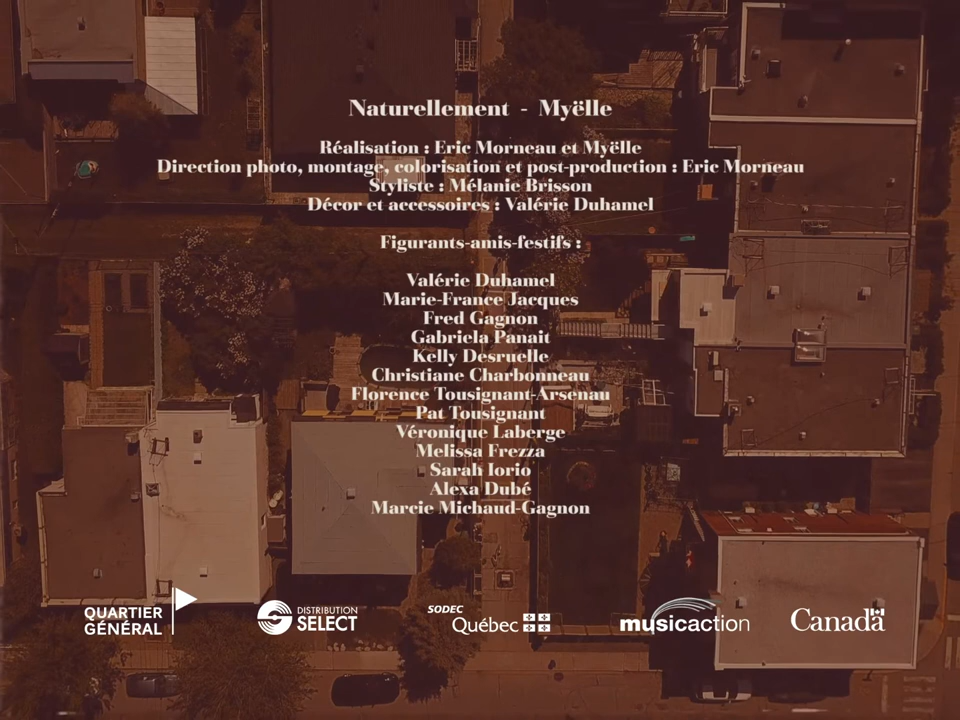 Naturellement - Myëlle
Réalisation : Eric Morneau et Myëlle
Direction photo, montage, colorisation et post-production : Eric Morneau
Styliste : Mélanie Brisson
Décor et accessoires : Valérie Duhamel
Figurants-amis-festifs :
Valérie Duhamel
Marie-France Jacques
Fred Gagnon
Gabriela Panait
Kelly Desruelle
Christiane Charbonneau
Florence Tousignant-Arsenau
Pat Tousignant
Véronique Laberge
Melissa Frezza
Sarah Iorio
Alexa Dubé
Marcie Michaud-Gagnon
QUARTIER
GÉNÉRAL
DISTRIBUTION
SELECT
SODEC
Québec
musicaction
Canada